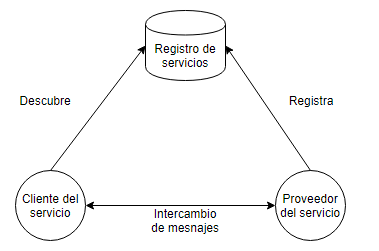 Registro de
servicios
Descubre
Registra
Cliente del
servicio
Intercambio
de mesnajes
Proveedor
del servicio